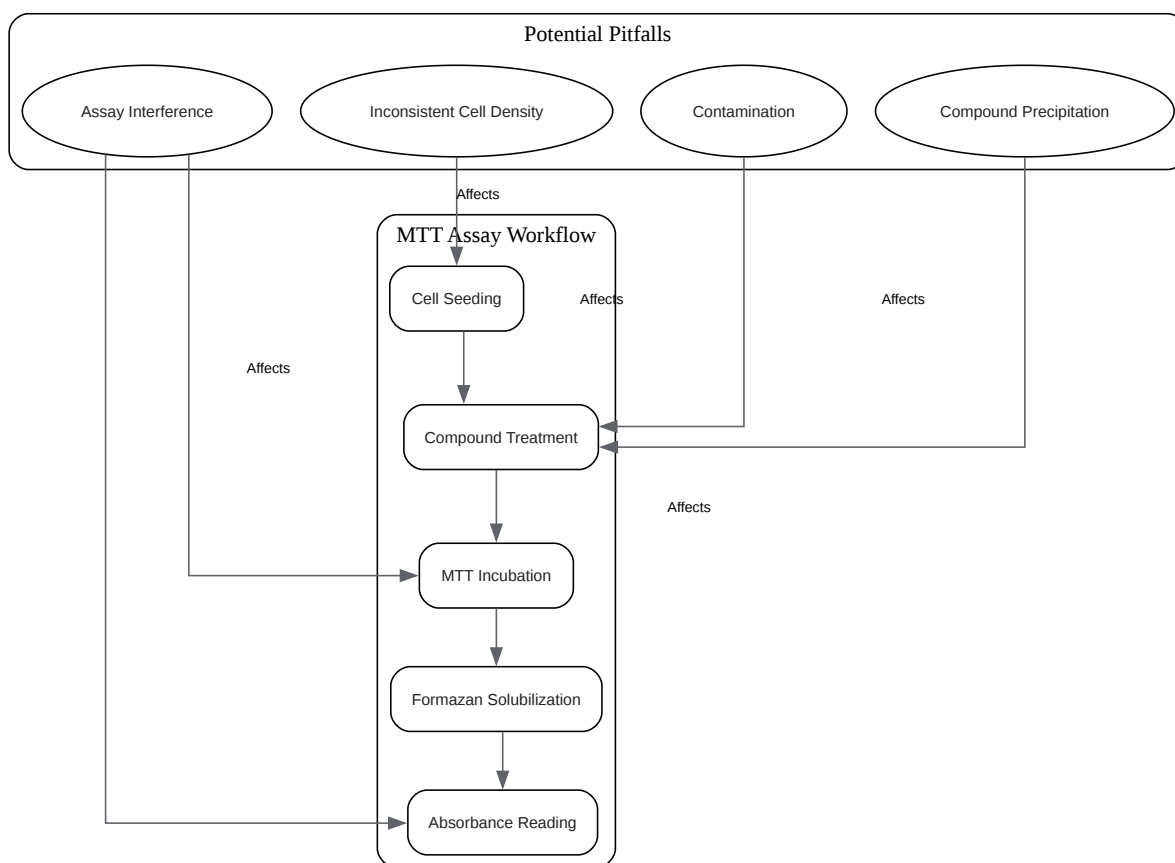 Potential Pitfalls
Assay Interference
Inconsistent Cell Density
Contamination
Compound Precipitation
Affects
MTT Assay Workflow
Cell Seeding
Affects
Affects
Affects
Compound Treatment
Affects
MTT Incubation
Formazan Solubilization
Absorbance Reading